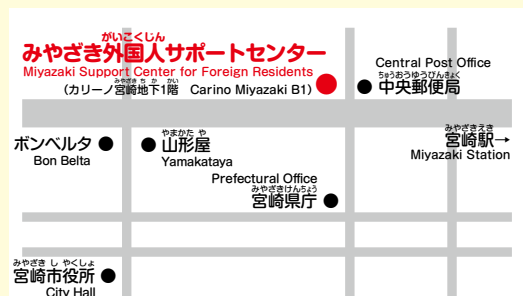 がいこくじん
みやざき外国人サポートセンター
Miyazaki Support Center for Foreign Residents
みやざき ち か かい
(カリーノ宮崎地下1階 Carino Miyazaki B1)
Central Post Office
ちゅうおうゆうびんきょく
中央郵便局
ボンベルタ
Bon Belta
やまかた や
山形屋
Yamakataya
みやざきえき
宮崎駅→
Miyazaki Station
Prefectural Office
みやざきけんちょう
宮崎県庁
みやざき し やくしょ
宮崎市役所
City Hall